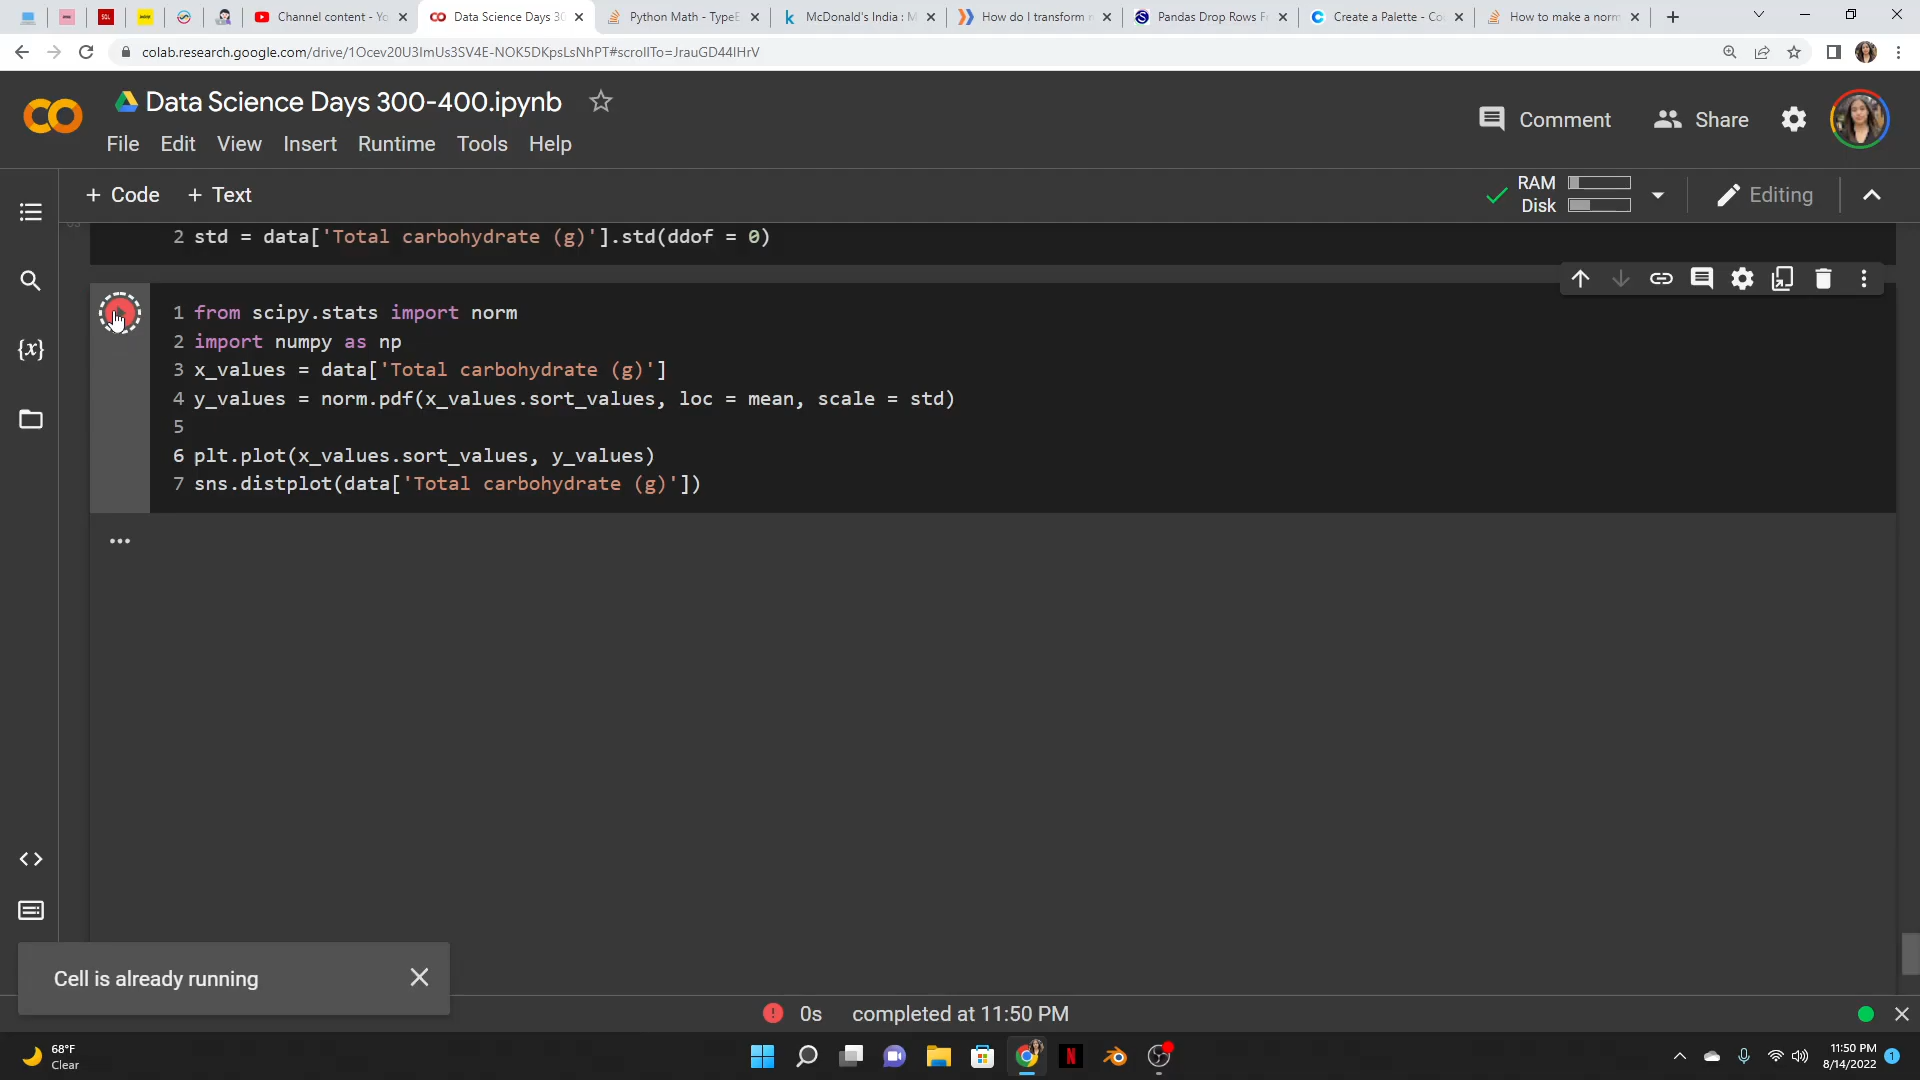 Channel content - Yo
Data Science Days 30
Python Math - TypeE
McDonald's India : M
How do I transform n
Pandas Drop Rows Fr
Create a Palette - Co
How to make a norm
colab.research.google.com/drive/1Ocev20U3ImUs3SV4E-NOK5DKpsLsNhPT#scrollTo=JrauGD44lHrV
Data Science Days 300-400.ipynb
Comment
Share
File Edit View Insert Runtime Tools Help
+ Code + Text
RAM
Disk
Editing
2 std = data['Total carbohydrate (g)'].std(ddof = 0)
1 from scipy.stats import norm
2 import numpy as np
3 x_values = data['Total carbohydrate (g)']
4 y_values = norm.pdf(x_values.sort_values, loc = mean, scale = std)
5
6 plt.plot(x_values.sort_values, y_values)
7 sns.distplot(data['Total carbohydrate (g)'])
Cell is already running
0s completed at 11:50 PM
68°F
Clear
11:50 PM
8/14/2022
1